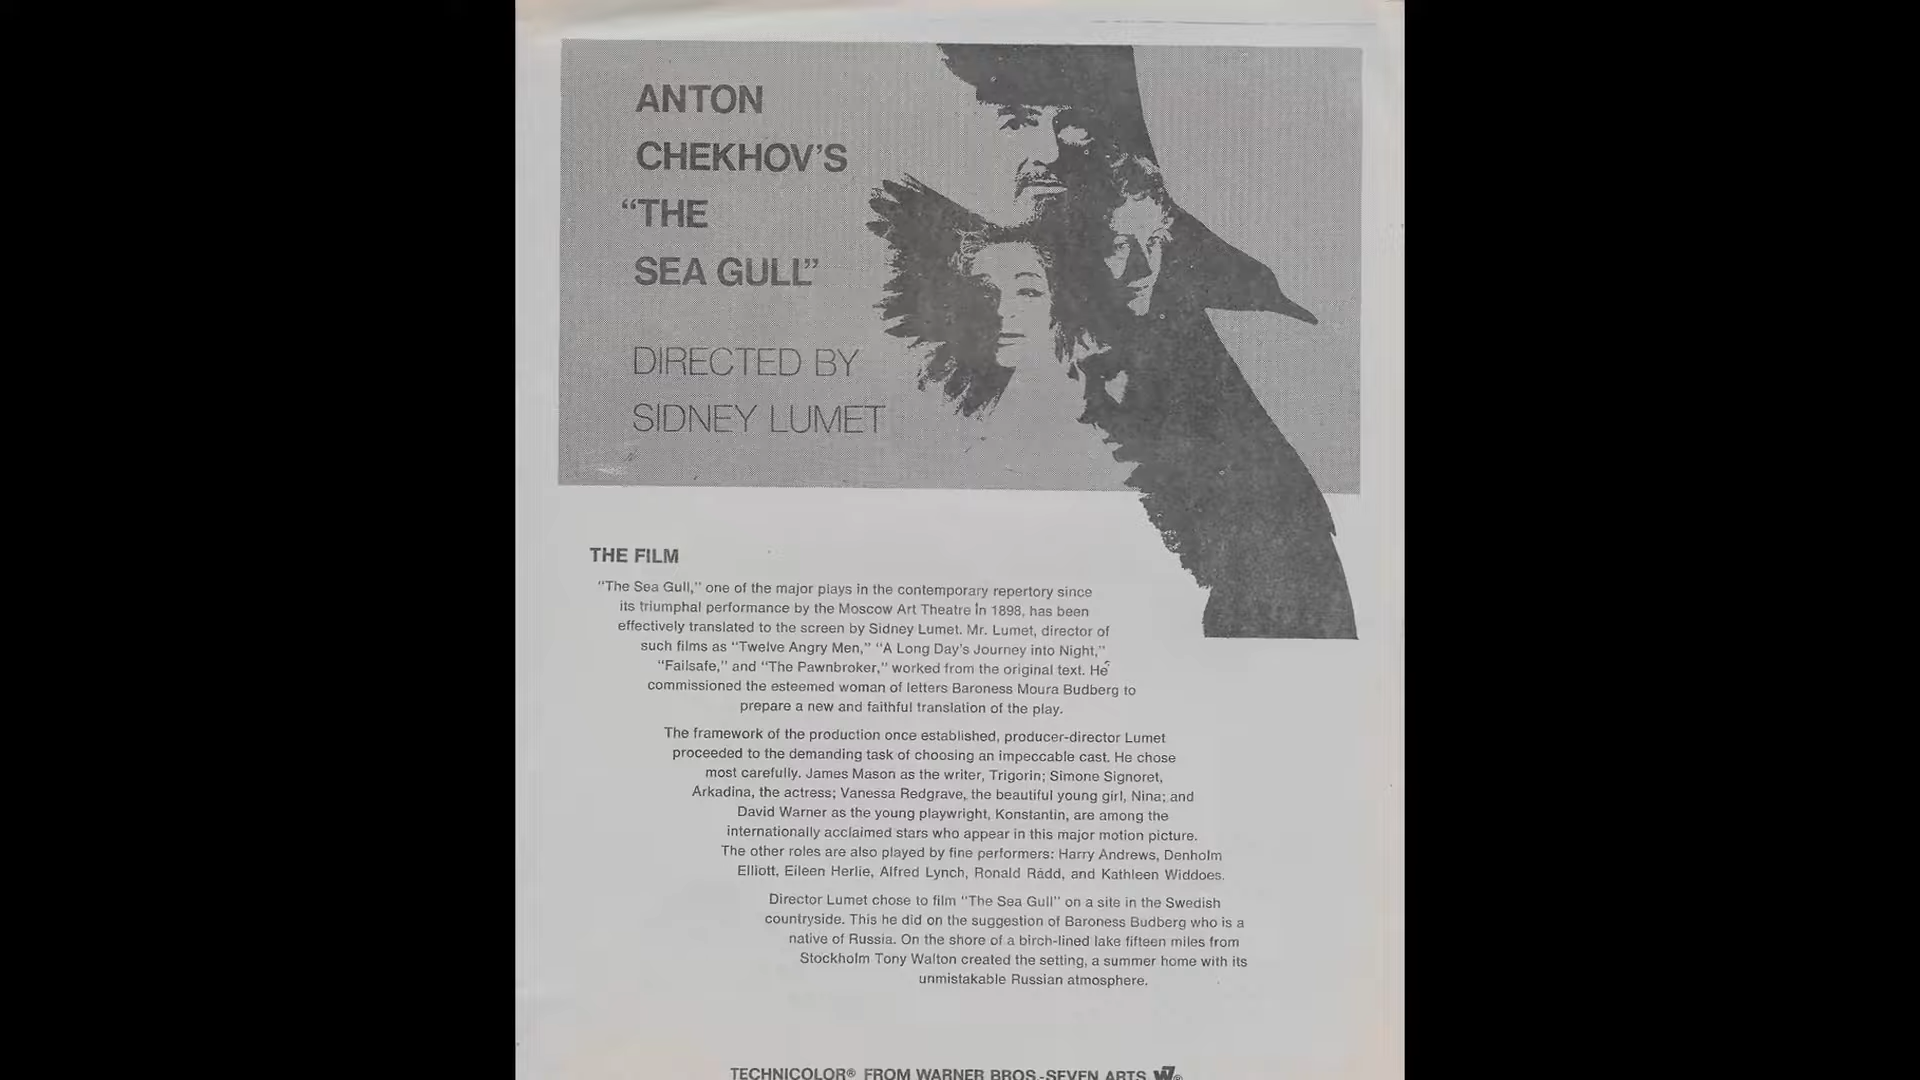 ANTON
CHEKHOV'S
“THE
SEA GULL”
DIRECTED BY
SIDNEY LUMET
THE FILM
“The Sea Gull,” one of the major plays in the contemporary repertory since
its triumphal performance by the Moscow Art Theatre in 1898, has been
effectively translated to the screen by Sidney Lumet. Mr. Lumet, director of
such films as “Twelve Angry Men,” “A Long Day's Journey into Night,”
“Failsafe,” and “The Pawnbroker,” worked from the original text. He
commissioned the esteemed woman of letters Baroness Moura Budberg to
prepare a new and faithful translation of the play.
The framework of the production once established, producer-director Lumet
proceeded to the demanding task of choosing an impeccable cast. He chose
most carefully. James Mason as the writer, Trigorin; Simone Signoret,
Arkadina, the actress; Vanessa Redgrave, the beautiful young girl, Nina; and
David Warner as the young playwright, Konstantin, are among the
internationally acclaimed stars who appear in this major motion picture.
The other roles are also played by fine performers: Harry Andrews, Denholm
Elliott, Eileen Herlie, Alfred Lynch, Ronald Radd, and Kathleen Widdoes.
Director Lumet chose to film “The Sea Gull” on a site in the Swedish
countryside. This he did on the suggestion of Baroness Budberg who is a
native of Russia. On the shore of a birch-lined lake fifteen miles from
Stockholm Tony Walton created the setting, a summer home with its
unmistakable Russian atmosphere.
TECHNICOLOR® FROM WARNER BROS.-SEVEN ARTS W7®